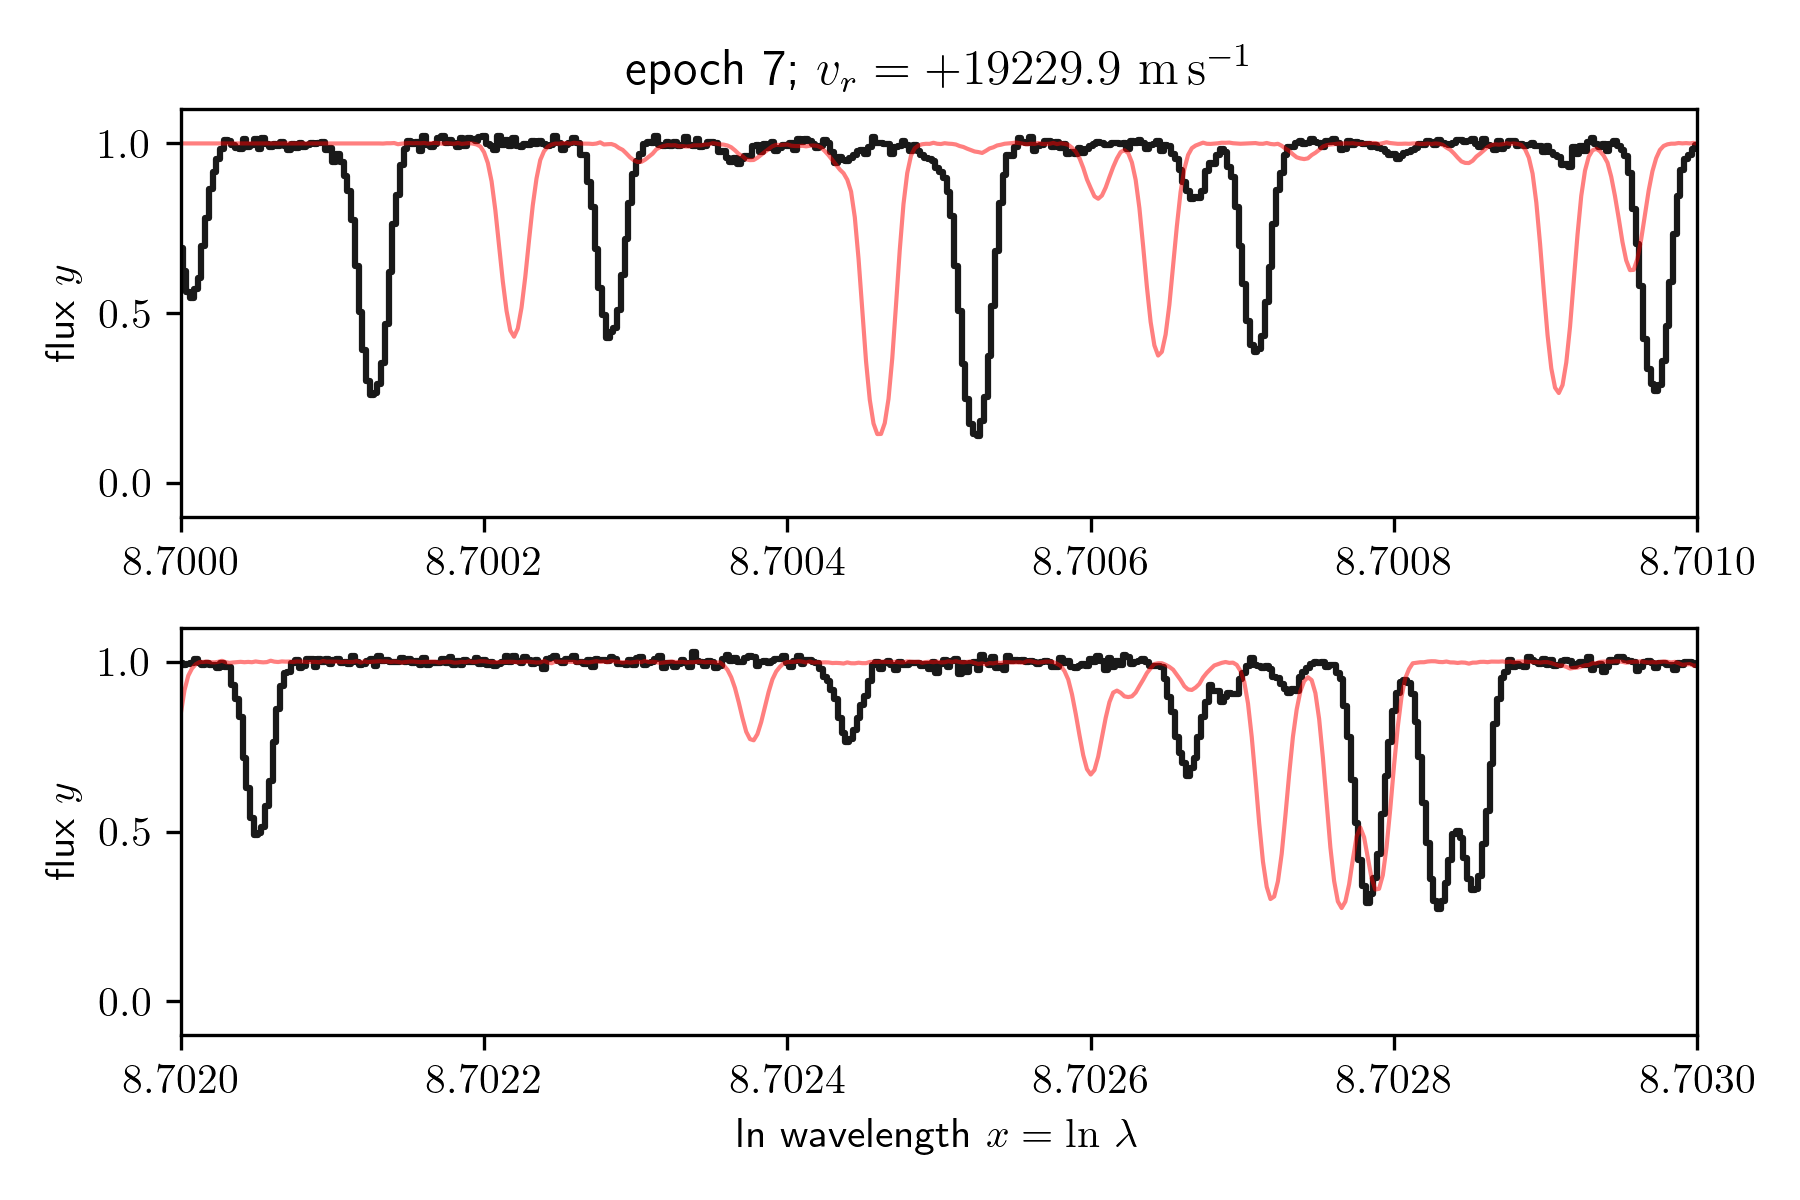 epoch 7; v_r = +19229.9 m s⁻¹
1.0
0.5
0.0
flux y
8.7000 8.7002 8.7004 8.7006 8.7008 8.7010
1.0
0.5
0.0
flux y
8.7020 8.7022 8.7024 8.7026 8.7028 8.7030
ln wavelength x = ln λ